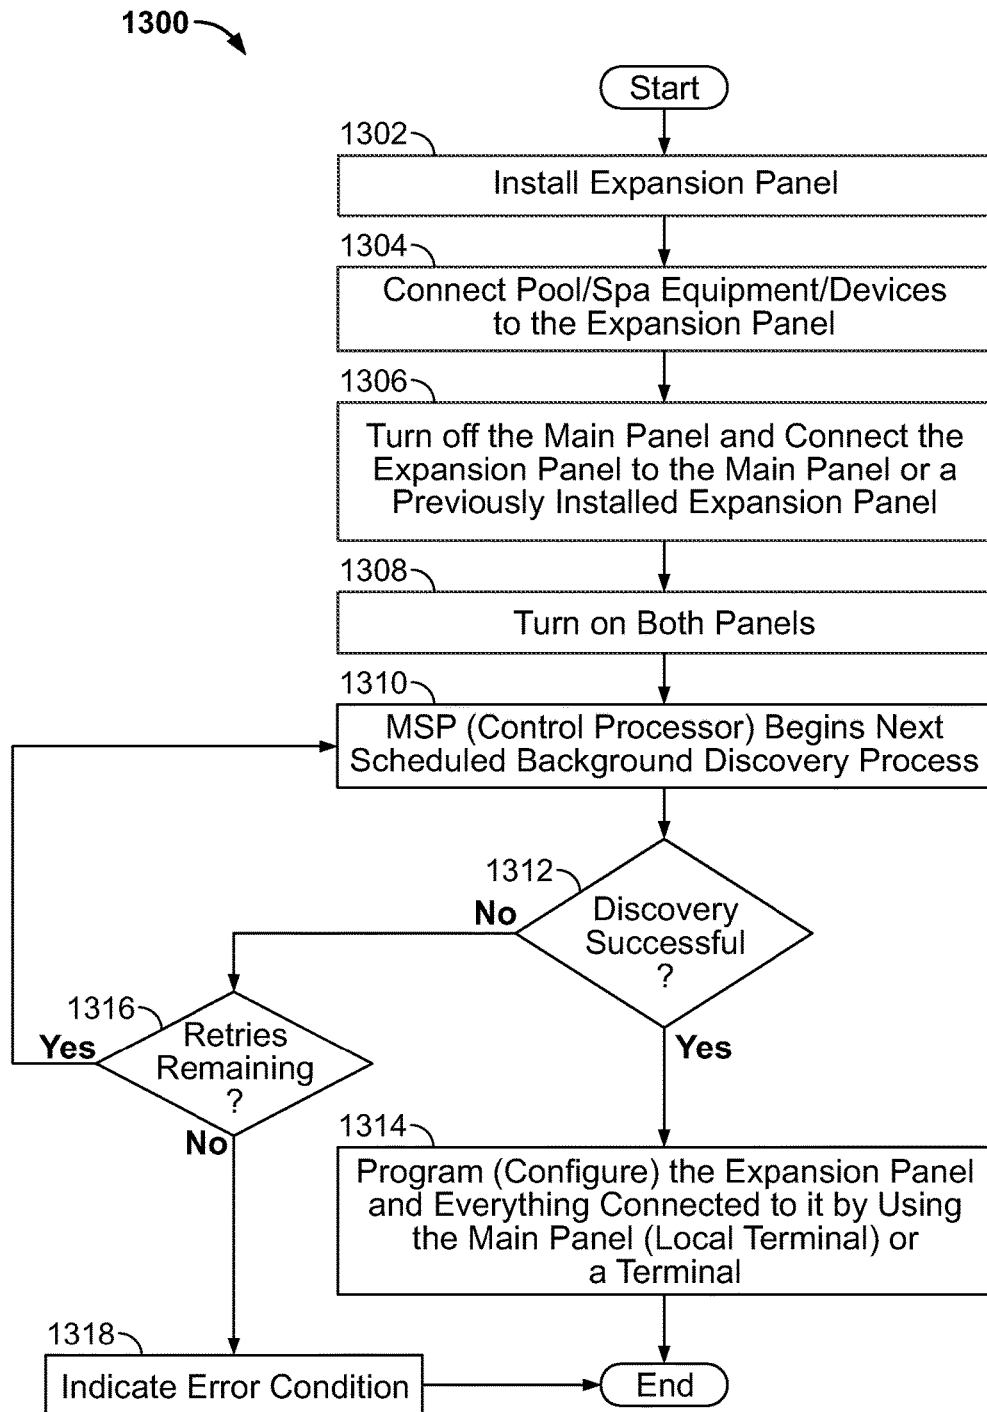 1300
Start
1302
Install Expansion Panel
1304
Connect Pool/Spa Equipment/Devices
to the Expansion Panel
1306
Turn off the Main Panel and Connect the
Expansion Panel to the Main Panel or a
Previously Installed Expansion Panel
1308
Turn on Both Panels
1310
MSP (Control Processor) Begins Next
Scheduled Background Discovery Process
1312
No
Discovery
Successful
?
Yes
1316
Yes
Retries
Remaining
?
No
1314
Program (Configure) the Expansion Panel
and Everything Connected to it by Using
the Main Panel (Local Terminal) or
a Terminal
1318
Indicate Error Condition
End